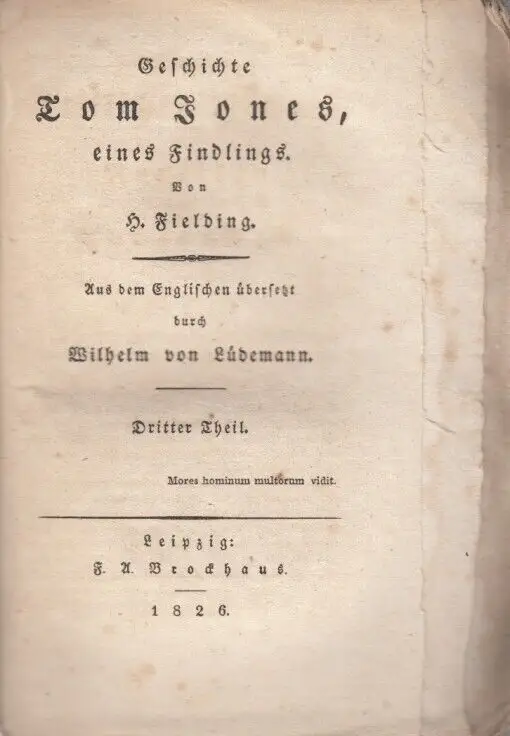 Geschichte
Tom Jones,
eines Findlings.
Von
H. Fielding.
Aus dem Englischen übersetzt
durch
Wilhelm von Lüdemann.
Dritter Theil.
Mores hominum multorum vidit.
Leipzig:
F. A. Brockhaus.
1826.